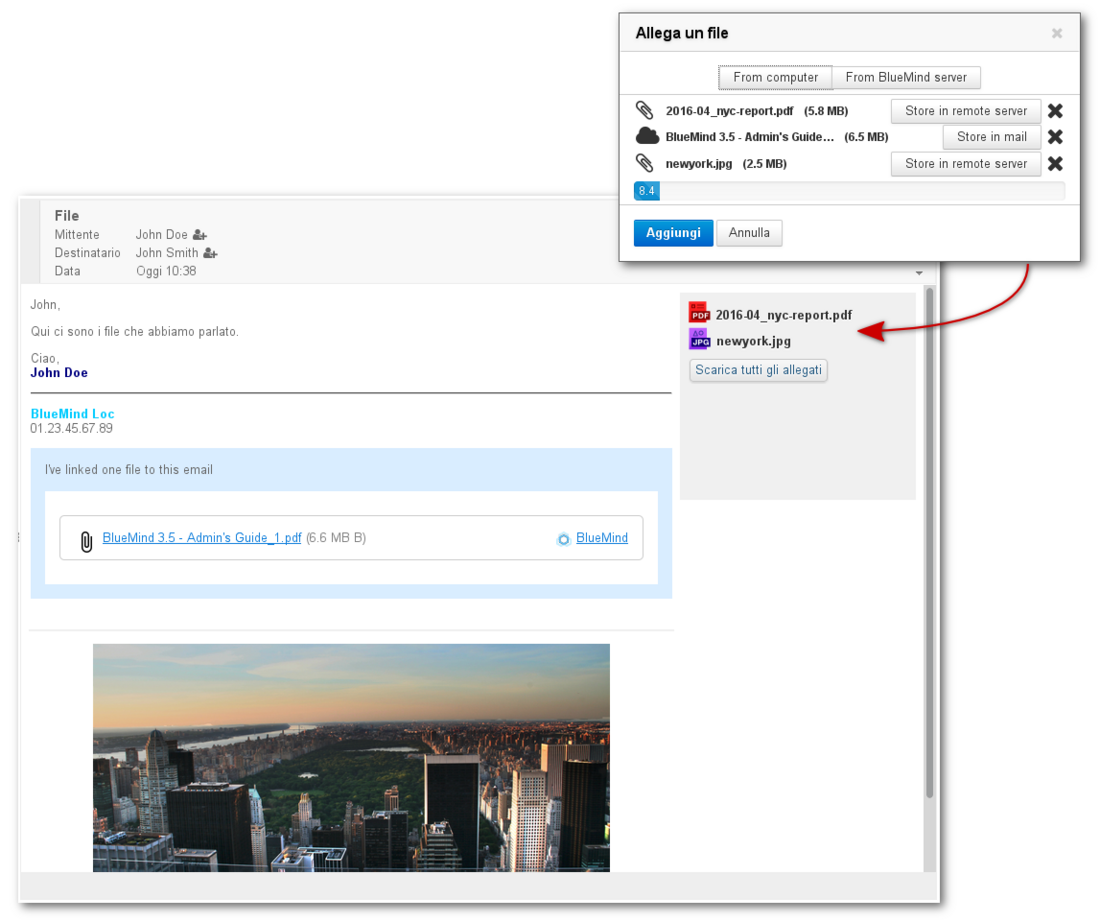 Allega un file
From computer From BlueMind server
2016-04_nyc-report.pdf (5.8 MB) Store in remote server
BlueMind 3.5 - Admin's Guide... (6.5 MB) Store in mail
newyork.jpg (2.5 MB) Store in remote server
8.4
Aggiungi Annulla
File
Mittente John Doe
Destinatario John Smith
Data Oggi 10:38
John,
Qui ci sono i file che abbiamo parlato.
Ciao,
John Doe
BlueMind Loc
01.23.45.67.89
I've linked one file to this email
BlueMind 3.5 - Admin's Guide_1.pdf (6.6 MB B) BlueMind
PDF 2016-04_nyc-report.pdf
JPG newyork.jpg
Scarica tutti gli allegati